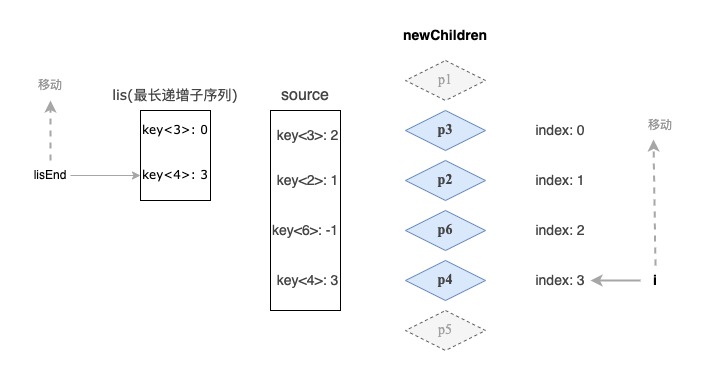 newChildren
移动
lis(最长递增子序列)
source
p1
移动
key<3>: 0
key<3>: 2
p3
index: 0
lisEnd
key<4>: 3
key<2>: 1
p2
index: 1
key<6>: -1
p6
index: 2
key<4>: 3
p4
index: 3
i
p5